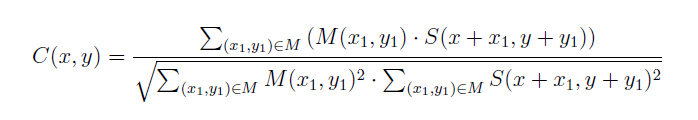 C(x, y) = \frac{\sum_{(x_1,y_1)\in M} (M(x_1, y_1) \cdot S(x + x_1, y + y_1))}{\sqrt{\sum_{(x_1,y_1)\in M} M(x_1, y_1)^2 \cdot \sum_{(x_1,y_1)\in M} S(x + x_1, y + y_1)^2}}